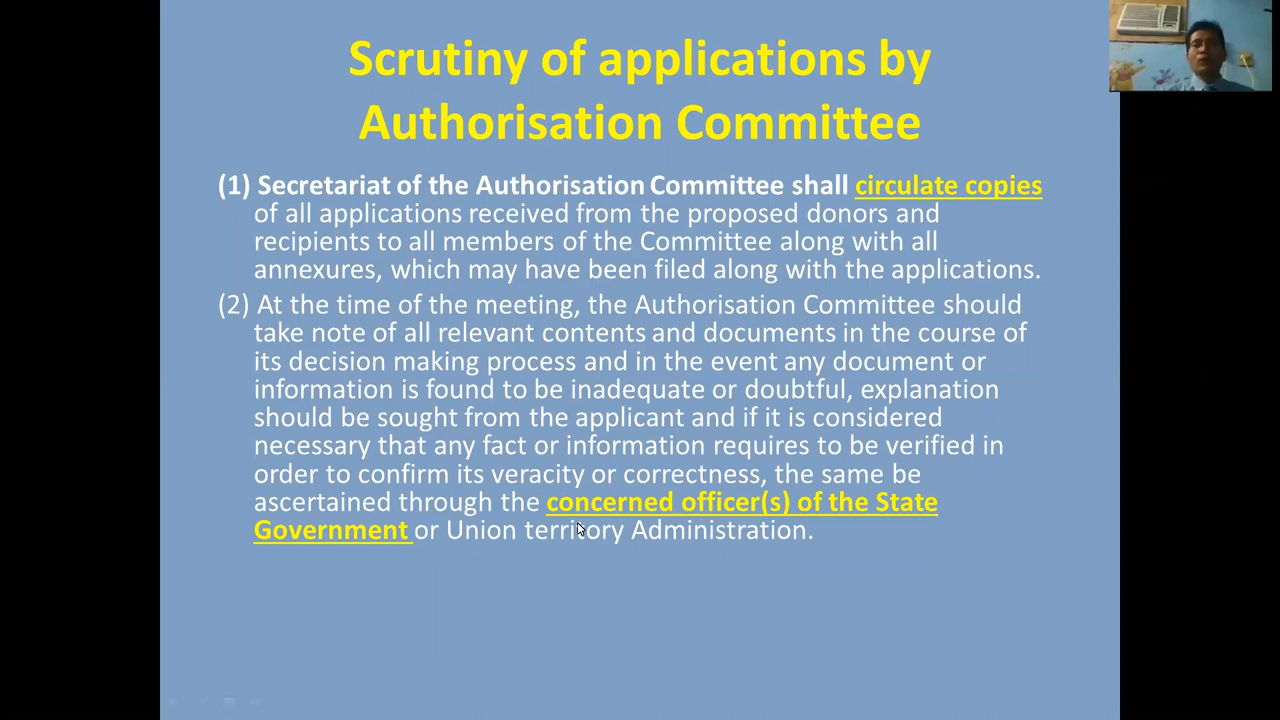 Scrutiny of applications by
Authorisation Committee
(1) Secretariat of the Authorisation Committee shall circulate copies
of all applications received from the proposed donors and
recipients to all members of the Committee along with all
annexures, which may have been filed along with the applications.
(2) At the time of the meeting, the Authorisation Committee should
take note of all relevant contents and documents in the course of
its decision making process and in the event any document or
information is found to be inadequate or doubtful, explanation
should be sought from the applicant and if it is considered
necessary that any fact or information requires to be verified in
order to confirm its veracity or correctness, the same be
ascertained through the concerned officer(s) of the State
Government or Union territory Administration.